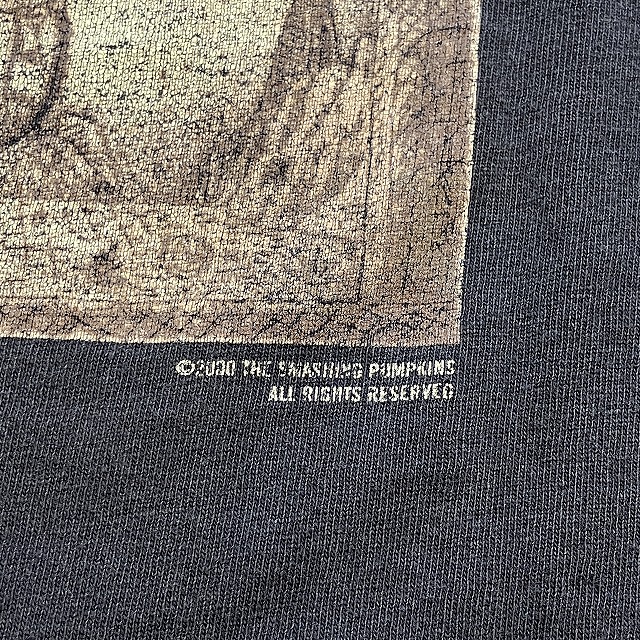 ©2000 THE SMASHING PUMPKINS
ALL RIGHTS RESERVED